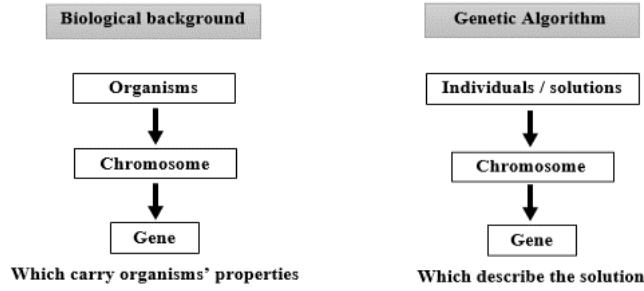 Biological background
Organisms
Chromosome
Gene
Which carry organisms' properties
Genetic Algorithm
Individuals / solutions
Chromosome
Gene
Which describe the solution